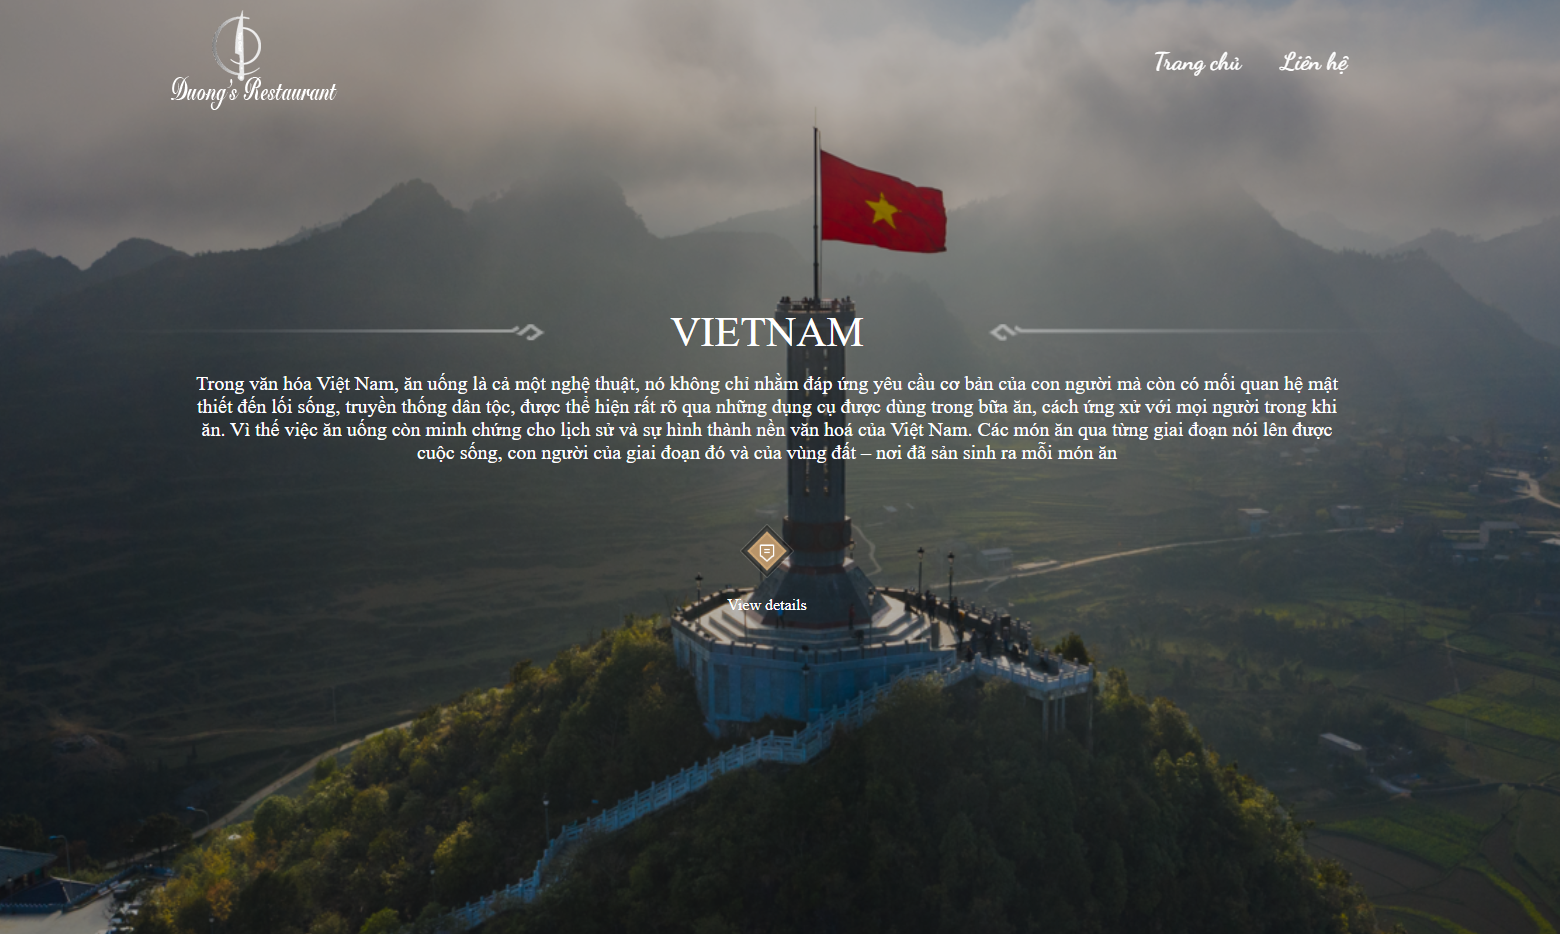 Duong's Restaurant
Trang chủ
Liên hệ
VIETNAM
Trong văn hóa Việt Nam, ăn uống là cả một nghệ thuật, nó không chỉ nhằm đáp ứng yêu cầu cơ bản của con người mà còn có mối quan hệ mật
thiết đến lối sống, truyền thống dân tộc, được thể hiện rất rõ qua những dụng cụ được dùng trong bữa ăn, cách ứng xử với mọi người trong khi
ăn. Vì thế việc ăn uống còn minh chứng cho lịch sử và sự hình thành nền văn hoá của Việt Nam. Các món ăn qua từng giai đoạn nói lên được
cuộc sống, con người của giai đoạn đó và của vùng đất – nơi đã sản sinh ra mỗi món ăn
View details